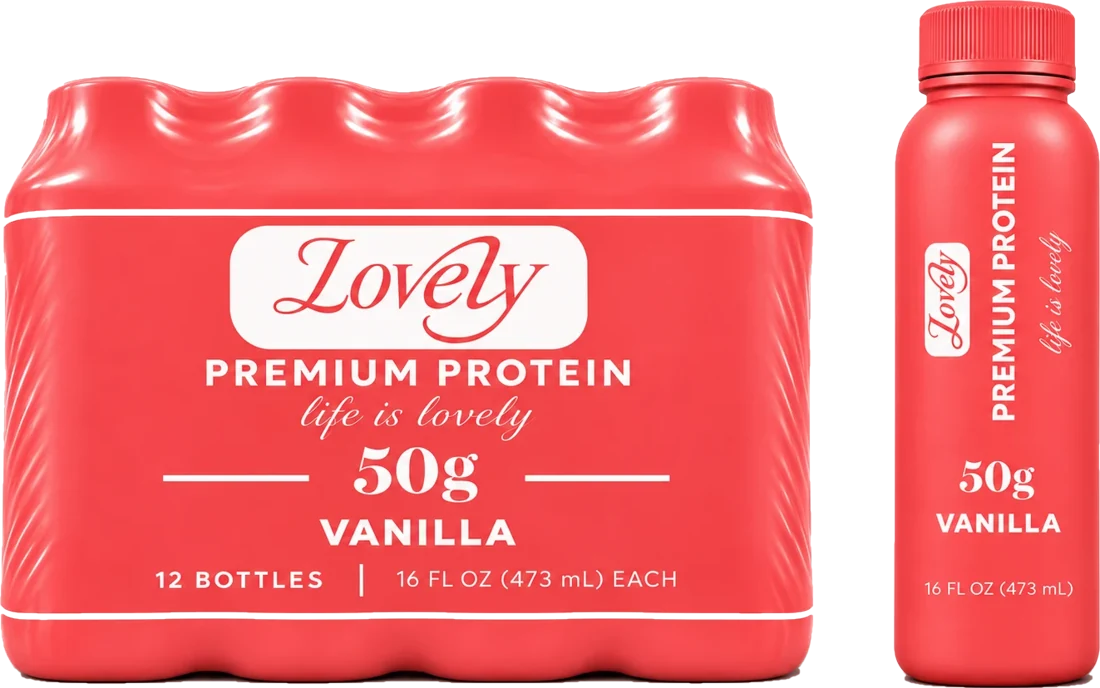 Lovely
PREMIUM PROTEIN
life is lovely
50g
VANILLA
12 BOTTLES | 16 FL OZ (473 mL) EACH
Lovely
PREMIUM PROTEIN
life is lovely
50g
VANILLA
16 FL OZ (473 mL)